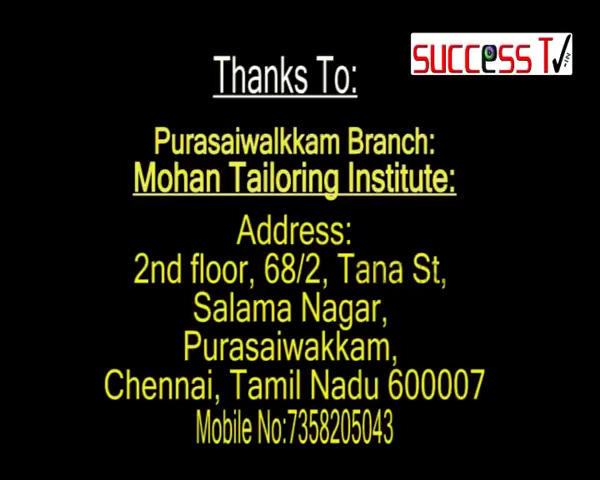 success TV-IN
Thanks To:
Purasaiwalkkam Branch:
Mohan Tailoring Institute:
Address:
2nd floor, 68/2, Tana St,
Salama Nagar,
Purasaiwakkam,
Chennai, Tamil Nadu 600007
Mobile No:7358205043